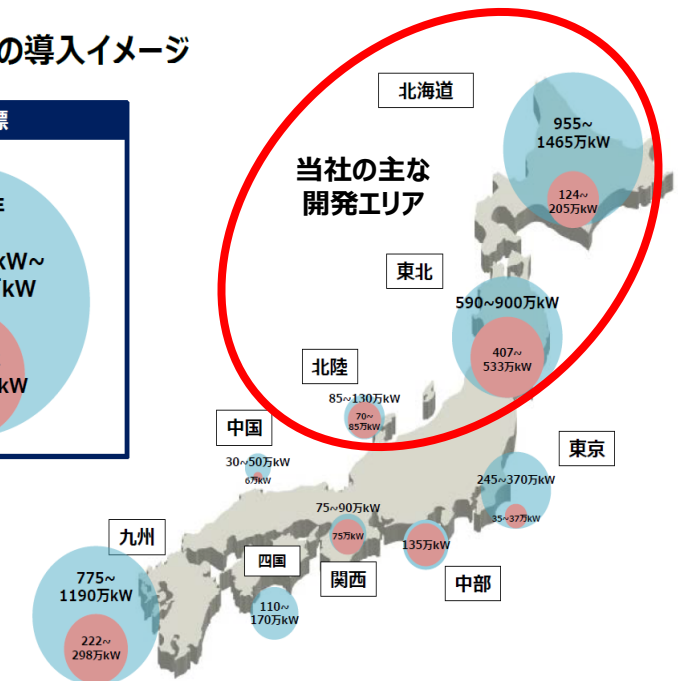 の導入イメージ
標
kW~
kW
kW
北海道
955~
1465万kW
124~
205万kW
当社の主な
開発エリア
東北
590~900万kW
407~
533万kW
北陸
85~130万kW
70~
85万kW
中国
30~50万kW
6万kW
東京
245~370万kW
35~37万kW
75~90万kW
75万kW
関西
135万kW
中部
九州
775~
1190万kW
222~
298万kW
四国
110~
170万kW